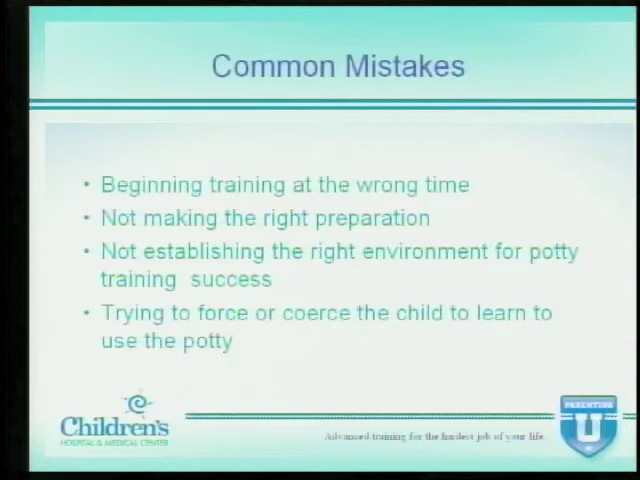 Common Mistakes
• Beginning training at the wrong time
• Not making the right preparation
• Not establishing the right environment for potty
training success
• Trying to force or coerce the child to learn to
use the potty
Children's
HOSPITAL & MEDICAL CENTER
Advanced training for the hardest job of your life.
PARENTING
U